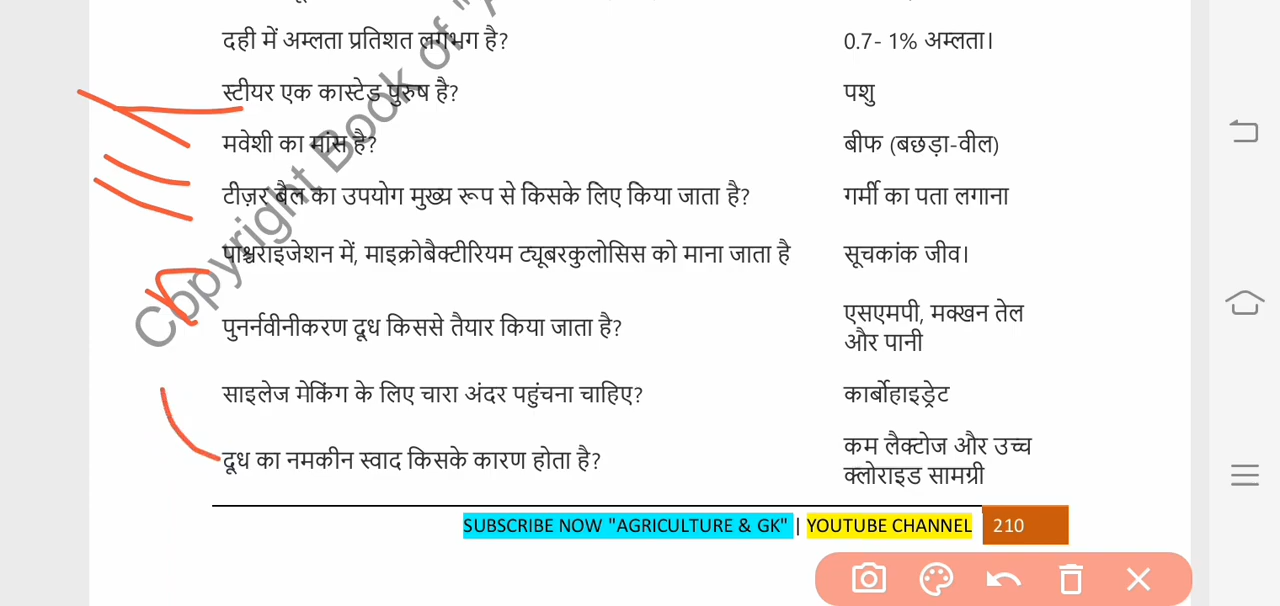 दही में अम्लता प्रतिशत लगभग है? 0.7- 1% अम्लता।
स्टीयर एक कास्टेड पुरुष है? पशु
मवेशी का मांस है? बीफ (बछड़ा-वील)
टीज़र बैल का उपयोग मुख्य रूप से किसके लिए किया जाता है? गर्मी का पता लगाना
पाश्चराइजेशन में, माइक्रोबैक्टीरियम ट्यूबरकुलोसिस को माना जाता है सूचकांक जीव।
पुनर्नवीनीकरण दूध किससे तैयार किया जाता है? एसएमपी, मक्खन तेल
और पानी
साइलेज मेकिंग के लिए चारा अंदर पहुंचना चाहिए? कार्बोहाइड्रेट
दूध का नमकीन स्वाद किसके कारण होता है? कम लैक्टोज और उच्च
क्लोराइड सामग्री
SUBSCRIBE NOW "AGRICULTURE & GK" | YOUTUBE CHANNEL 210
Copyright Book of